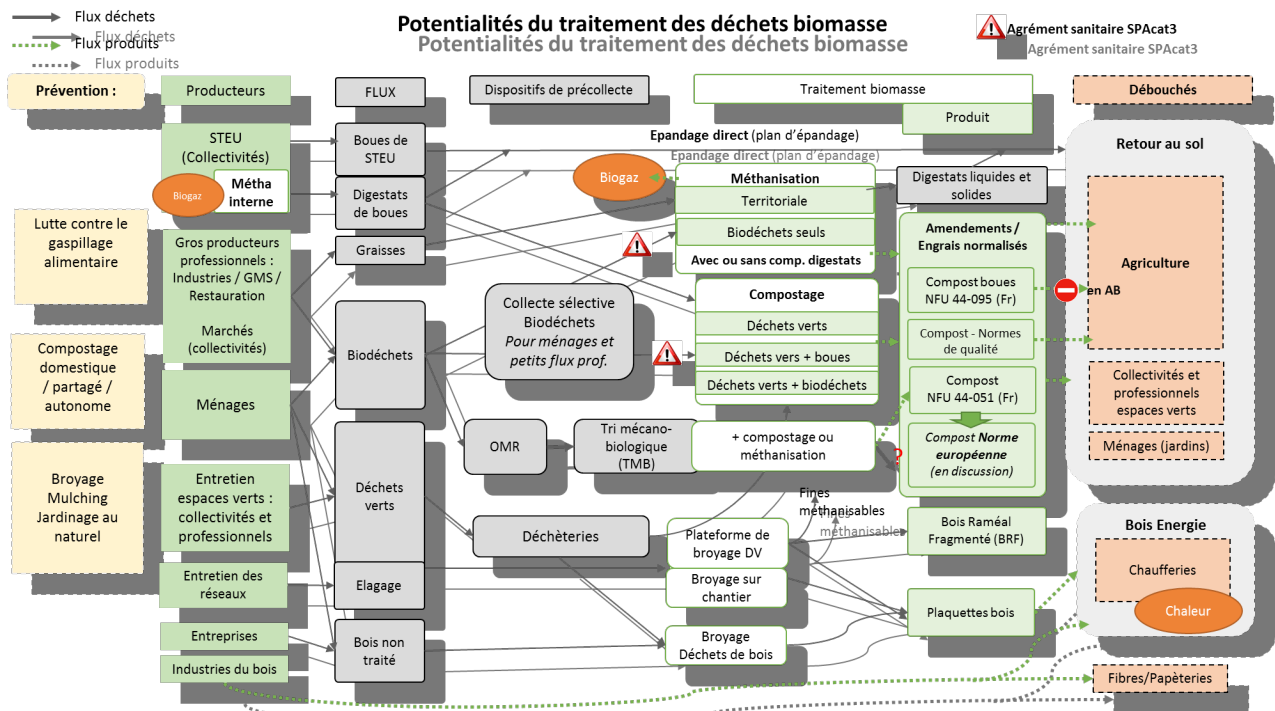 Flux déchets
Flux déchets
Flux produits
Flux produits
Potentialités du traitement des déchets biomasse
Potentialités du traitement des déchets biomasse
Agrément sanitaire SPAcat3
Agrément sanitaire SPAcat3
Prévention :
Producteurs
FLUX
Dispositifs de précollecte
Traitement biomasse
Produit
Débouchés
Lutte contre le
gaspillage
alimentaire
Compostage
domestique
/ partagé /
autonome
Broyage
Mulching
Jardinage au
naturel
STEU
(Collectivités)
Biogaz
Métha
interne
Gros producteurs
professionnels :
Industries / GMS /
Restauration
Marchés
(collectivités)
Ménages
Entretien
espaces verts :
collectivités et
professionnels
Entretien des
réseaux
Entreprises
Industries du bois
Boues de
STEU
Digestats
de boues
Graisses
Biodéchets
Déchets
verts
Elagage
Bois non
traité
Collecte sélective
Biodéchets
Pour ménages et
petits flux prof.
OMR
Tri mécano-
biologique
(TMB)
Déchèteries
Epandage direct (plan d’épandage)
Epandage direct (plan d’épandage)
Biogaz
Méthanisation
Territoriale
Biodéchets seuls
Avec ou sans comp. digestats
Compostage
Déchets verts
Déchets vers + boues
Déchets verts + biodéchets
+ compostage ou
méthanisation
?
Fines
méthanisables
méthanisables
Plateforme de
broyage DV
Broyage sur
chantier
Broyage
Déchets de bois
Digestats liquides et
solides
Amendements /
Engrais normalisés
Compost boues
NFU 44-095 (Fr)
Compost - Normes
de qualité
Compost
NFU 44-051 (Fr)
Compost Norme
européenne
(en discussion)
Bois Raméal
Fragmenté (BRF)
Plaquettes bois
Retour au sol
Agriculture
en AB
Collectivités et
professionnels
espaces verts
Ménages (jardins)
Bois Energie
Chaufferies
Chaleur
Fibres/Papèteries